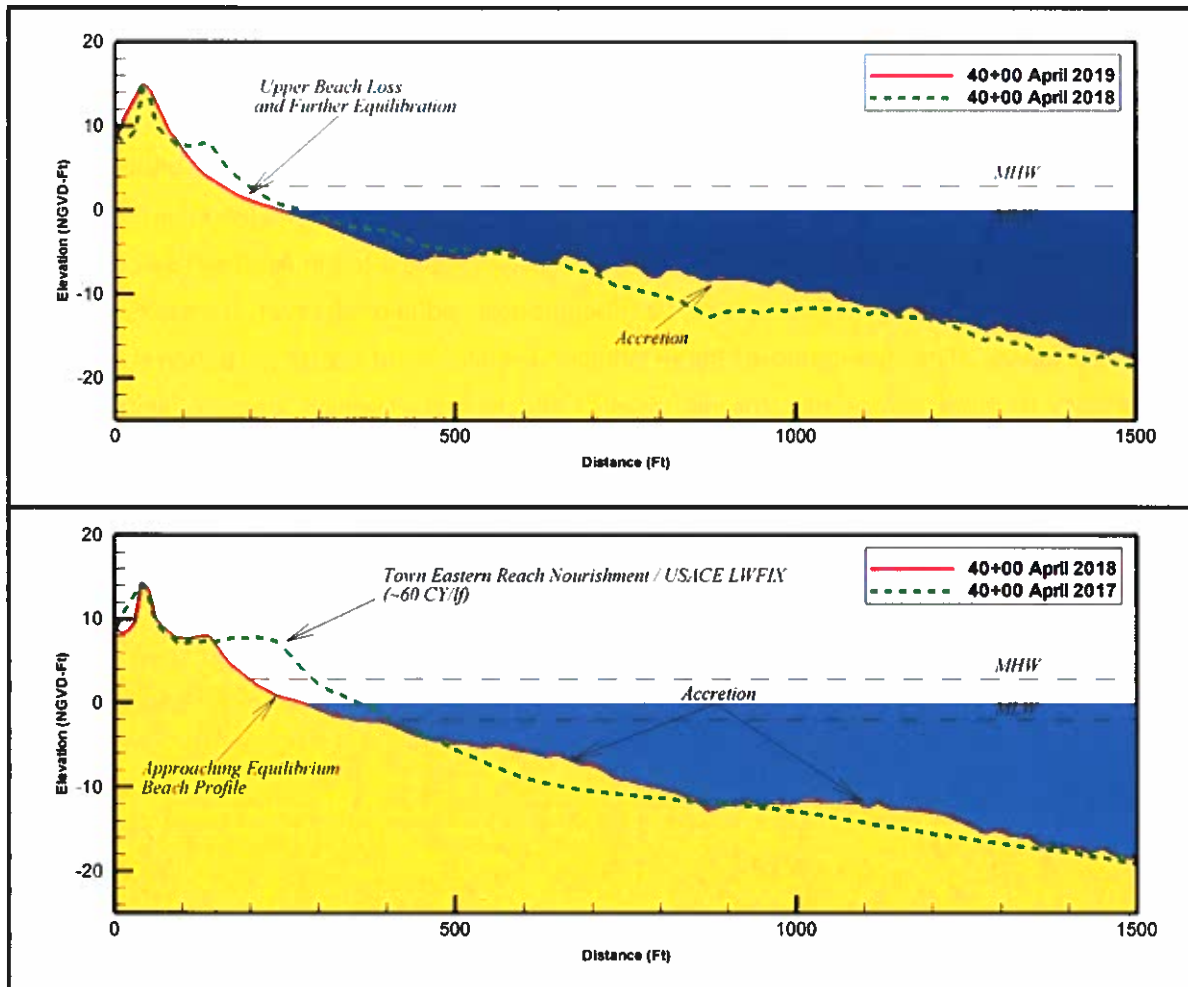 20
10
0
-10
-20
Elevation (NGVD-Ft)
Upper Beach Loss
and Further Equilibration
40+00 April 2019
40+00 April 2018
MHW
MLW
Accretion
0
500
1000
1500
Distance (Ft)
20
10
0
-10
-20
Elevation (NGVD-Ft)
Town Eastern Reach Nourishment / USACE LWFIX
(~60 CY/lf)
40+00 April 2018
40+00 April 2017
MHW
Accretion
MLW
Approaching Equilibrium
Beach Profile
0
500
1000
1500
Distance (Ft)